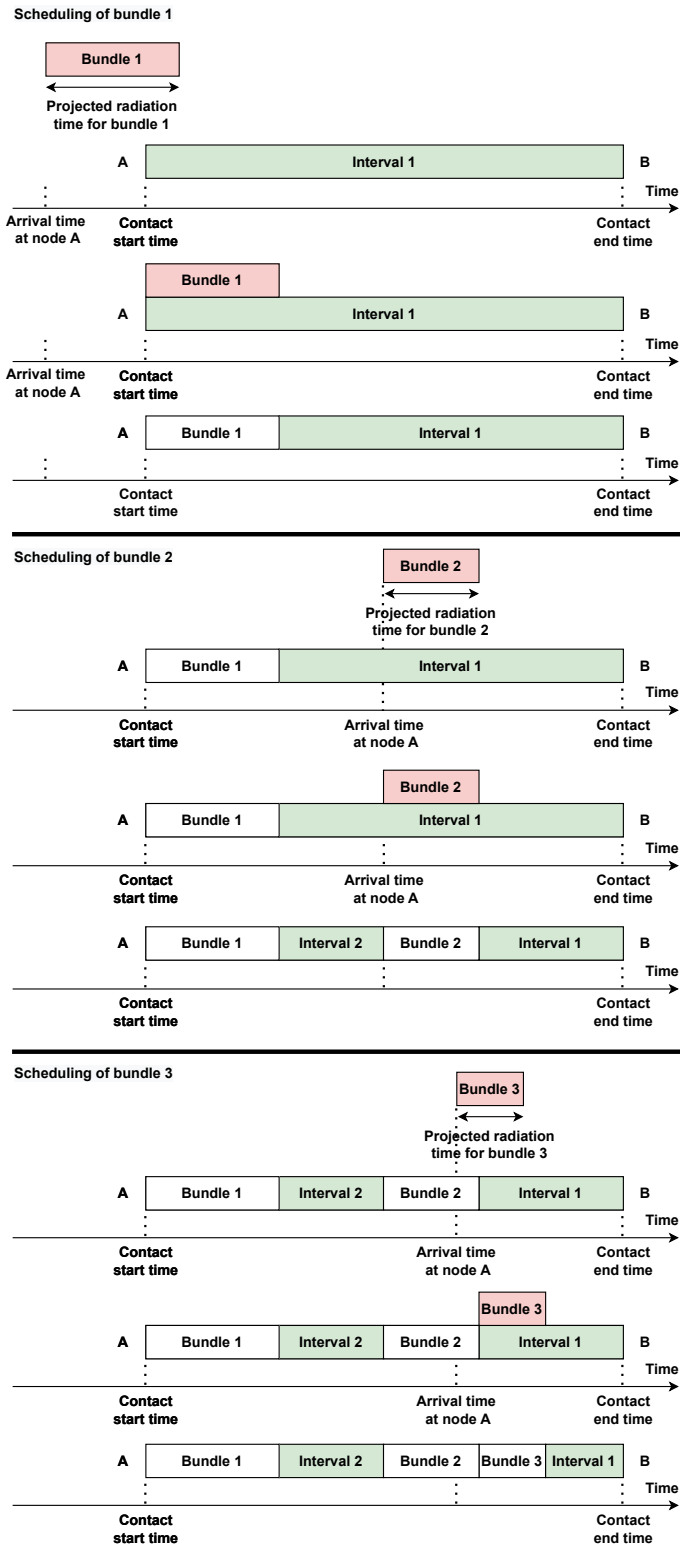 Scheduling of bundle 1
Bundle 1
Projected radiation
time for bundle 1
A Interval 1 B
Time
Arrival time Contact Contact
at node A start time end time
Bundle 1
A Interval 1 B
Time
Arrival time Contact Contact
at node A start time end time
A Bundle 1 Interval 1 B
Time
Contact Contact
start time end time
Scheduling of bundle 2
Bundle 2
Projected radiation
time for bundle 2
A Bundle 1 Interval 1 B
Time
Contact Arrival time Contact
start time at node A end time
Bundle 2
A Bundle 1 Interval 1 B
Time
Contact Arrival time Contact
start time at node A end time
A Bundle 1 Interval 2 Bundle 2 Interval 1 B
Time
Contact Contact
start time end time
Scheduling of bundle 3
Bundle 3
Projected radiation
time for bundle 3
A Bundle 1 Interval 2 Bundle 2 Interval 1 B
Time
Contact Arrival time Contact
start time at node A end time
Bundle 3
A Bundle 1 Interval 2 Bundle 2 Interval 1 B
Time
Contact Arrival time Contact
start time at node A end time
A Bundle 1 Interval 2 Bundle 2 Bundle 3 Interval 1 B
Time
Contact Contact
start time end time